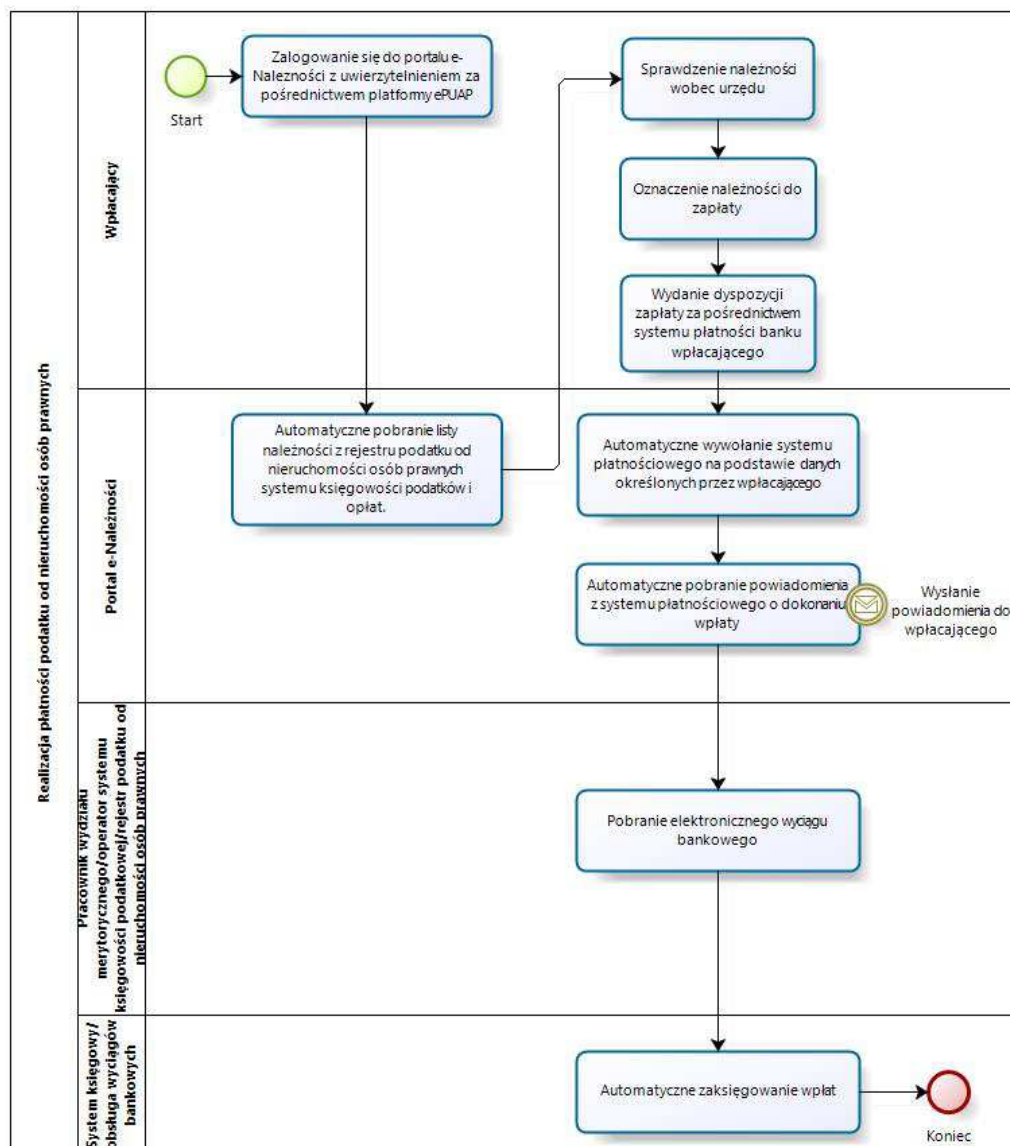 Realizacja płatności podatku od nieruchomości osób prawnych
Wpłacający
Start
Zalogowanie się do portalu e-
Nalezności z uwierzytelnieniem za
pośrednictwem platformy ePUAP
Sprawdzenie należności
wobec urzędu
Oznaczenie należności do
zapłaty
Wydanie dyspozycji
zapłaty za pośrednictwem
systemu płatności banku
wpłacającego
Portal e-Należności
Automatyczne pobranie listy
należności z rejestru podatku od
nieruchomości osób prawnych
systemu księgowości podatków i
opłat.
Automatyczne wywołanie systemu
płatnościowego na podstawie danych
określonych przez wpłacającego
Automatyczne pobranie powiadomienia
z systemu płatnościowego o dokonaniu
wpłaty
Wysłanie
powiadomienia do
wpłacającego
Pracownik wydziału
merytorycznego/operator systemu
księgowości podatkowej/rejestr podatku od
nieruchomości osób prawnych
Pobranie elektronicznego wyciągu
bankowego
System księgowy/
obsługa wyciągów
bankowych
Automatyczne zaksięgowanie wpłat
Koniec